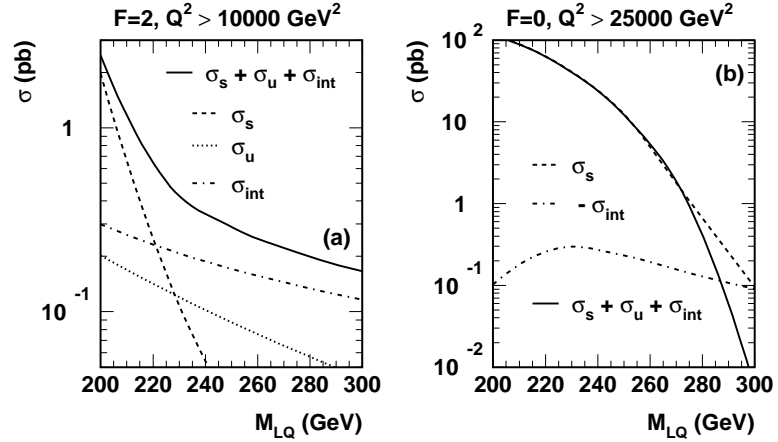 F=2, Q² > 10000 GeV²
σ (pb)
1
10⁻¹
σₛ + σᵤ + σᵢₙₜ
σₛ
σᵤ
σᵢₙₜ
(a)
200 220 240 260 280 300
M_LQ (GeV)
F=0, Q² > 25000 GeV²
σ (pb)
10²
10
1
10⁻¹
10⁻²
(b)
σₛ
- σᵢₙₜ
σₛ + σᵤ + σᵢₙₜ
200 220 240 260 280 300
M_LQ (GeV)